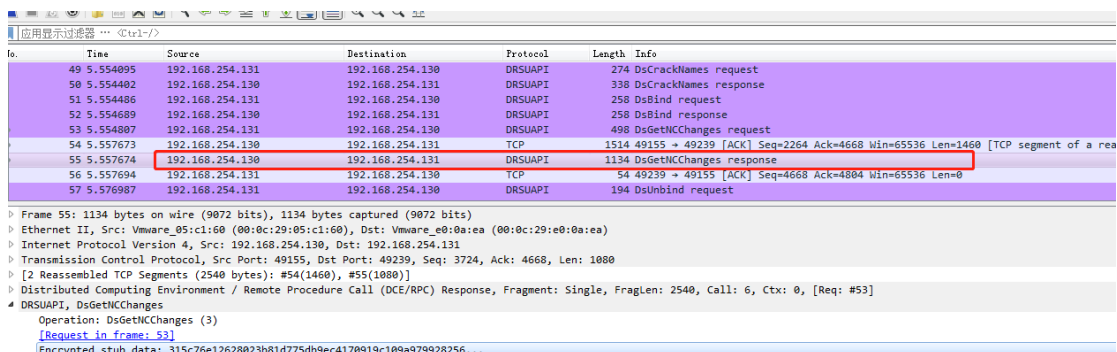 应用显示过滤器 … <Ctrl-/>
No. Time Source Destination Protocol Length Info
49 5.554095 192.168.254.131 192.168.254.130 DRSUAPI 274 DsCrackNames request
50 5.554402 192.168.254.130 192.168.254.131 DRSUAPI 338 DsCrackNames response
51 5.554486 192.168.254.131 192.168.254.130 DRSUAPI 258 DsBind request
52 5.554689 192.168.254.130 192.168.254.131 DRSUAPI 258 DsBind response
53 5.554807 192.168.254.131 192.168.254.130 DRSUAPI 498 DsGetNCChanges request
54 5.557673 192.168.254.130 192.168.254.131 TCP 1514 49155 → 49239 [ACK] Seq=2264 Ack=4668 Win=65536 Len=1460 [TCP segment of a rea
55 5.557674 192.168.254.130 192.168.254.131 DRSUAPI 1134 DsGetNCChanges response
56 5.557694 192.168.254.131 192.168.254.130 TCP 54 49239 → 49155 [ACK] Seq=4668 Ack=4804 Win=65536 Len=0
57 5.576987 192.168.254.131 192.168.254.130 DRSUAPI 194 DsUnbind request
Frame 55: 1134 bytes on wire (9072 bits), 1134 bytes captured (9072 bits)
Ethernet II, Src: Vmware_05:c1:60 (00:0c:29:05:c1:60), Dst: Vmware_e0:0a:ea (00:0c:29:e0:0a:ea)
Internet Protocol Version 4, Src: 192.168.254.130, Dst: 192.168.254.131
Transmission Control Protocol, Src Port: 49155, Dst Port: 49239, Seq: 3724, Ack: 4668, Len: 1080
[2 Reassembled TCP Segments (2540 bytes): #54(1460), #55(1080)]
Distributed Computing Environment / Remote Procedure Call (DCE/RPC) Response, Fragment: Single, FragLen: 2540, Call: 6, Ctx: 0, [Req: #53]
DRSUAPI, DsGetNCChanges
Operation: DsGetNCChanges (3)
[Request in frame: 53]
Encrypted stub data: 315c76e12628023b81d775db9ec4170919c109a979928256...